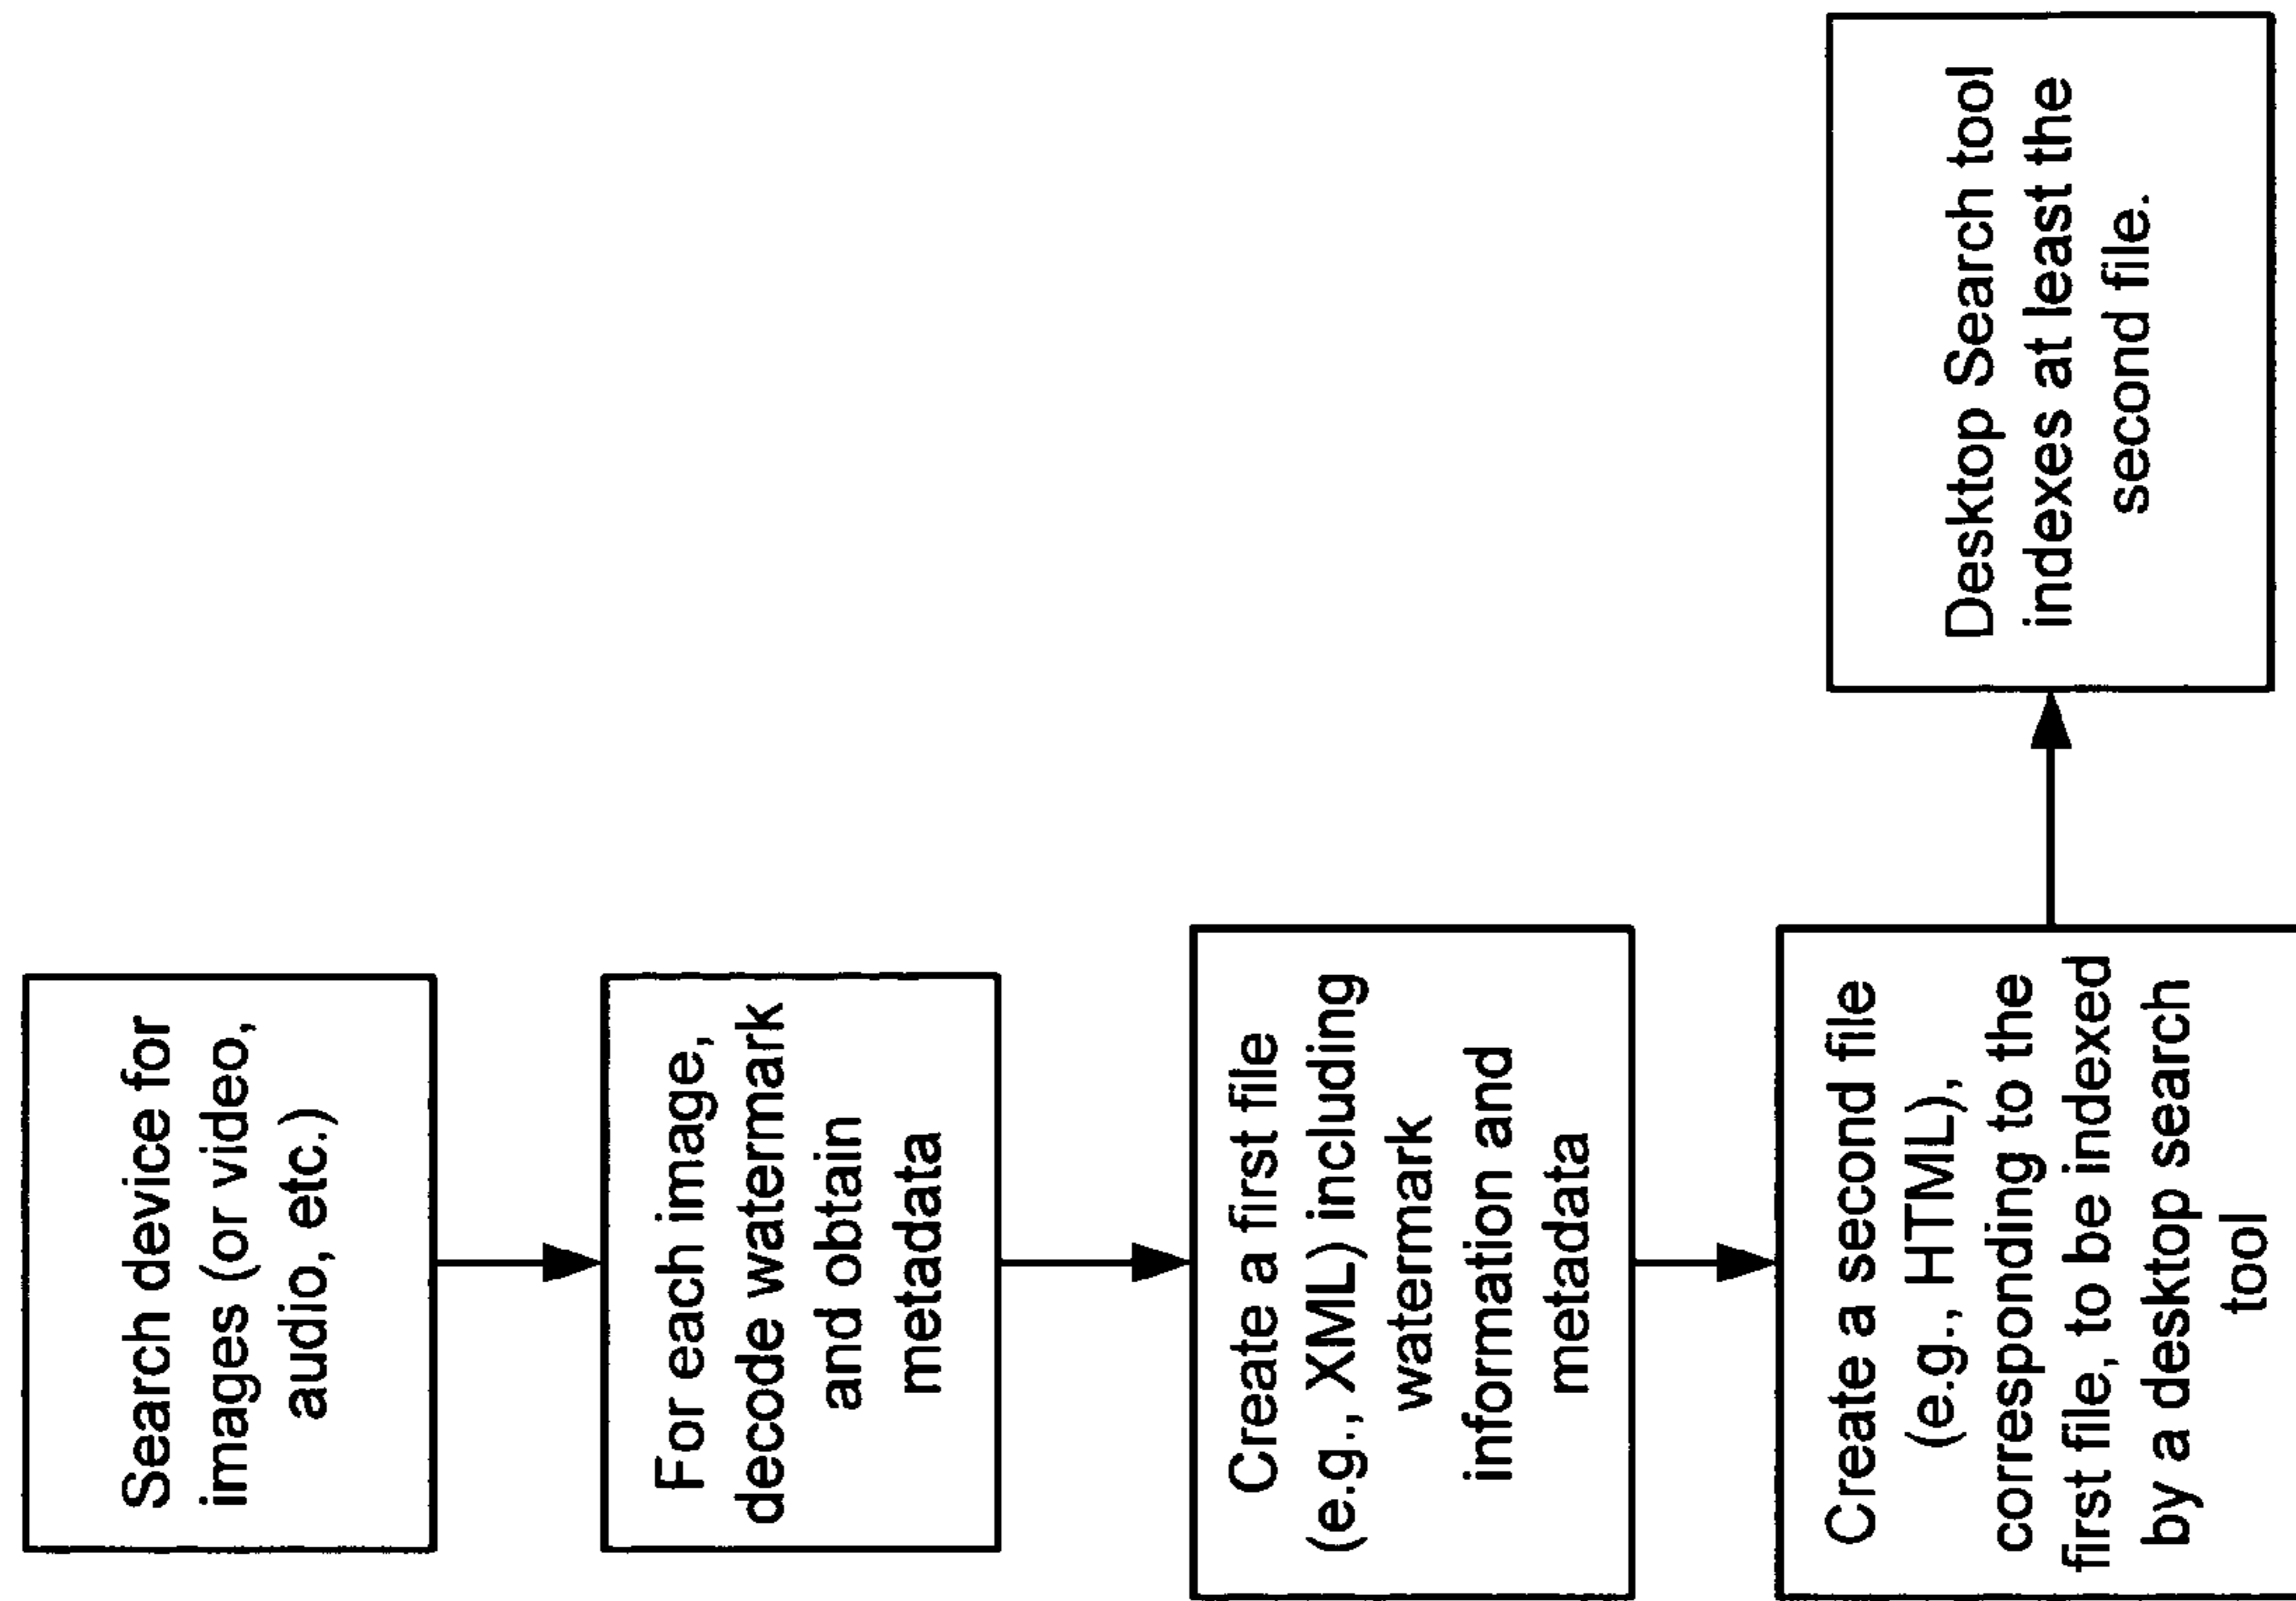 Search device for
images (or video,
audio, etc.)
For each image,
decode watermark
and obtain
metadata
Create a first file
(e.g., XML) including
watermark
information and
metadata
Create a second file
(e.g., HTML),
corresponding to the
first file, to be indexed
by a desktop search
tool
Desktop Search tool
indexes at least the
second file.